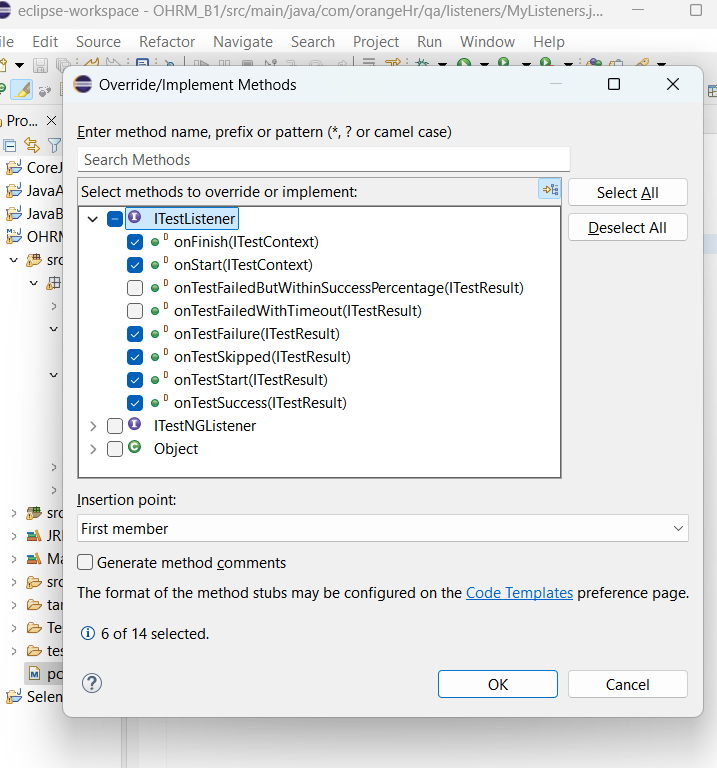 eclipse-workspace - OHRM_B1/src/main/java/com/orangeHr/qa/listeners/MyListeners.j...
ile Edit Source Refactor Navigate Search Project Run Window Help
Override/Implement Methods
Pro...
Enter method name, prefix or pattern (*, ? or camel case)
Search Methods
CoreJ
Select methods to override or implement:
Select All
JavaA
ITestListener
JavaB
Deselect All
OHRM
onFinish(ITestContext)
src
onStart(ITestContext)
onTestFailedButWithinSuccessPercentage(ITestResult)
onTestFailedWithTimeout(ITestResult)
onTestFailure(ITestResult)
onTestSkipped(ITestResult)
onTestStart(ITestResult)
onTestSuccess(ITestResult)
ITestNGListener
Object
Insertion point:
src
First member
JRE
Ma
Generate method comments
src
The format of the method stubs may be configured on the Code Templates preference page.
tar
Te
6 of 14 selected.
tes
po
OK
Cancel
Selen